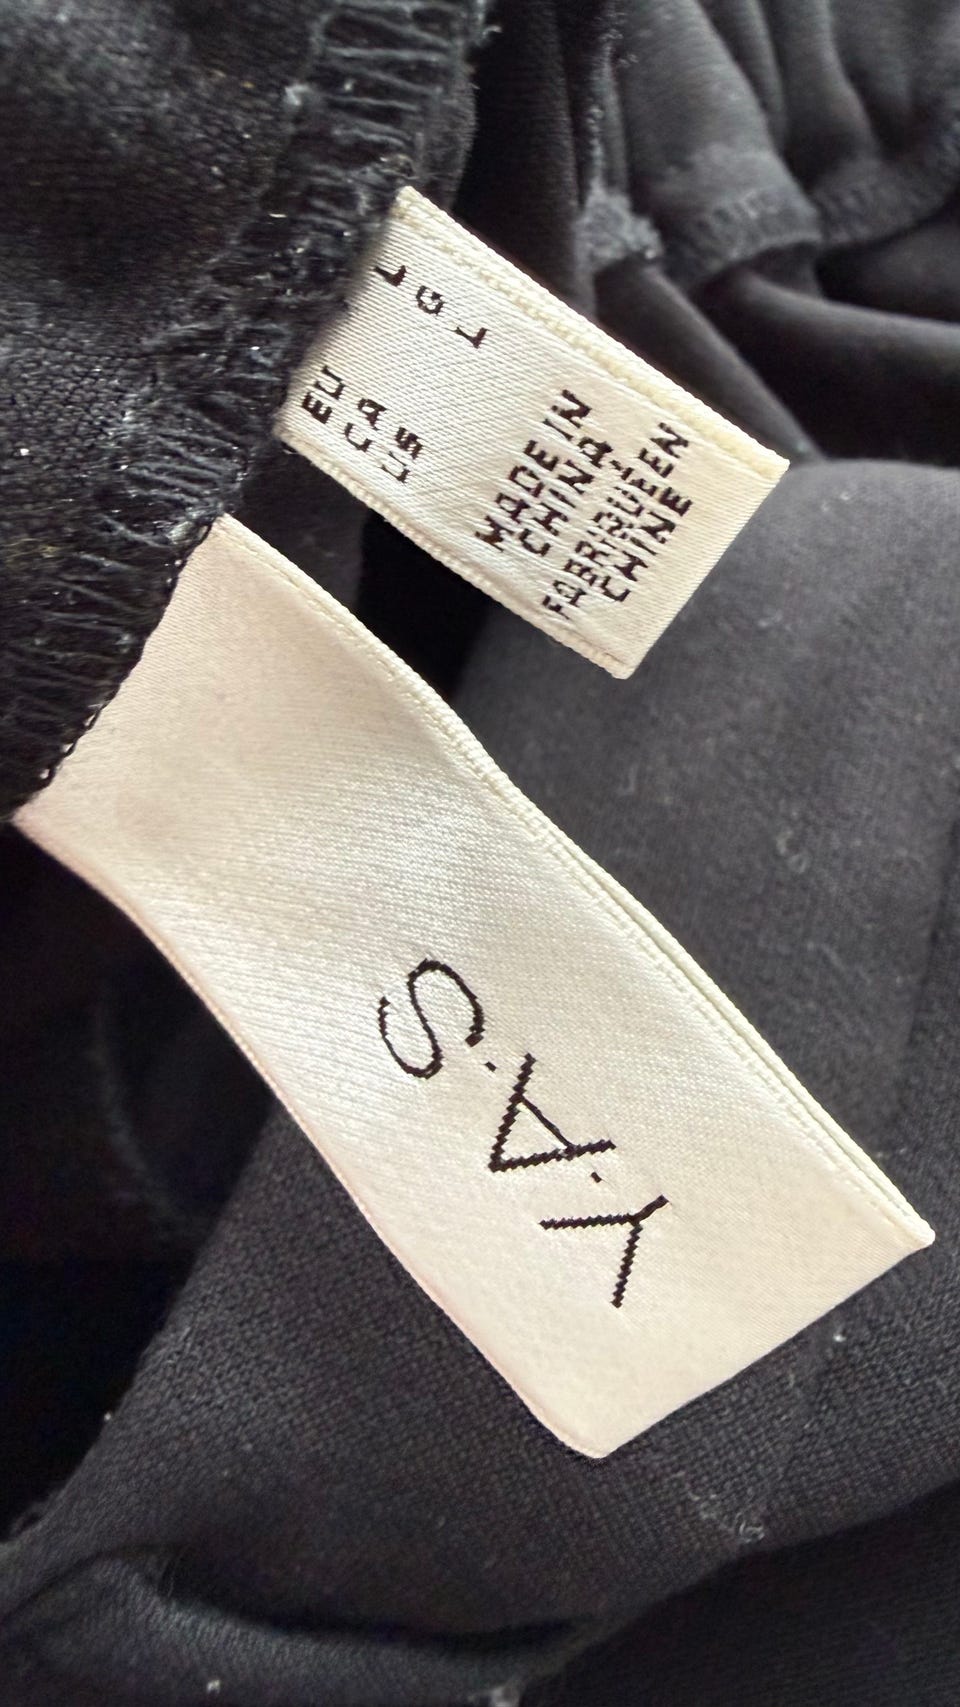 EU L
CA G
US L
MADE IN
CHINA
FABRIQUÉ EN
CHINE
Y.A.S